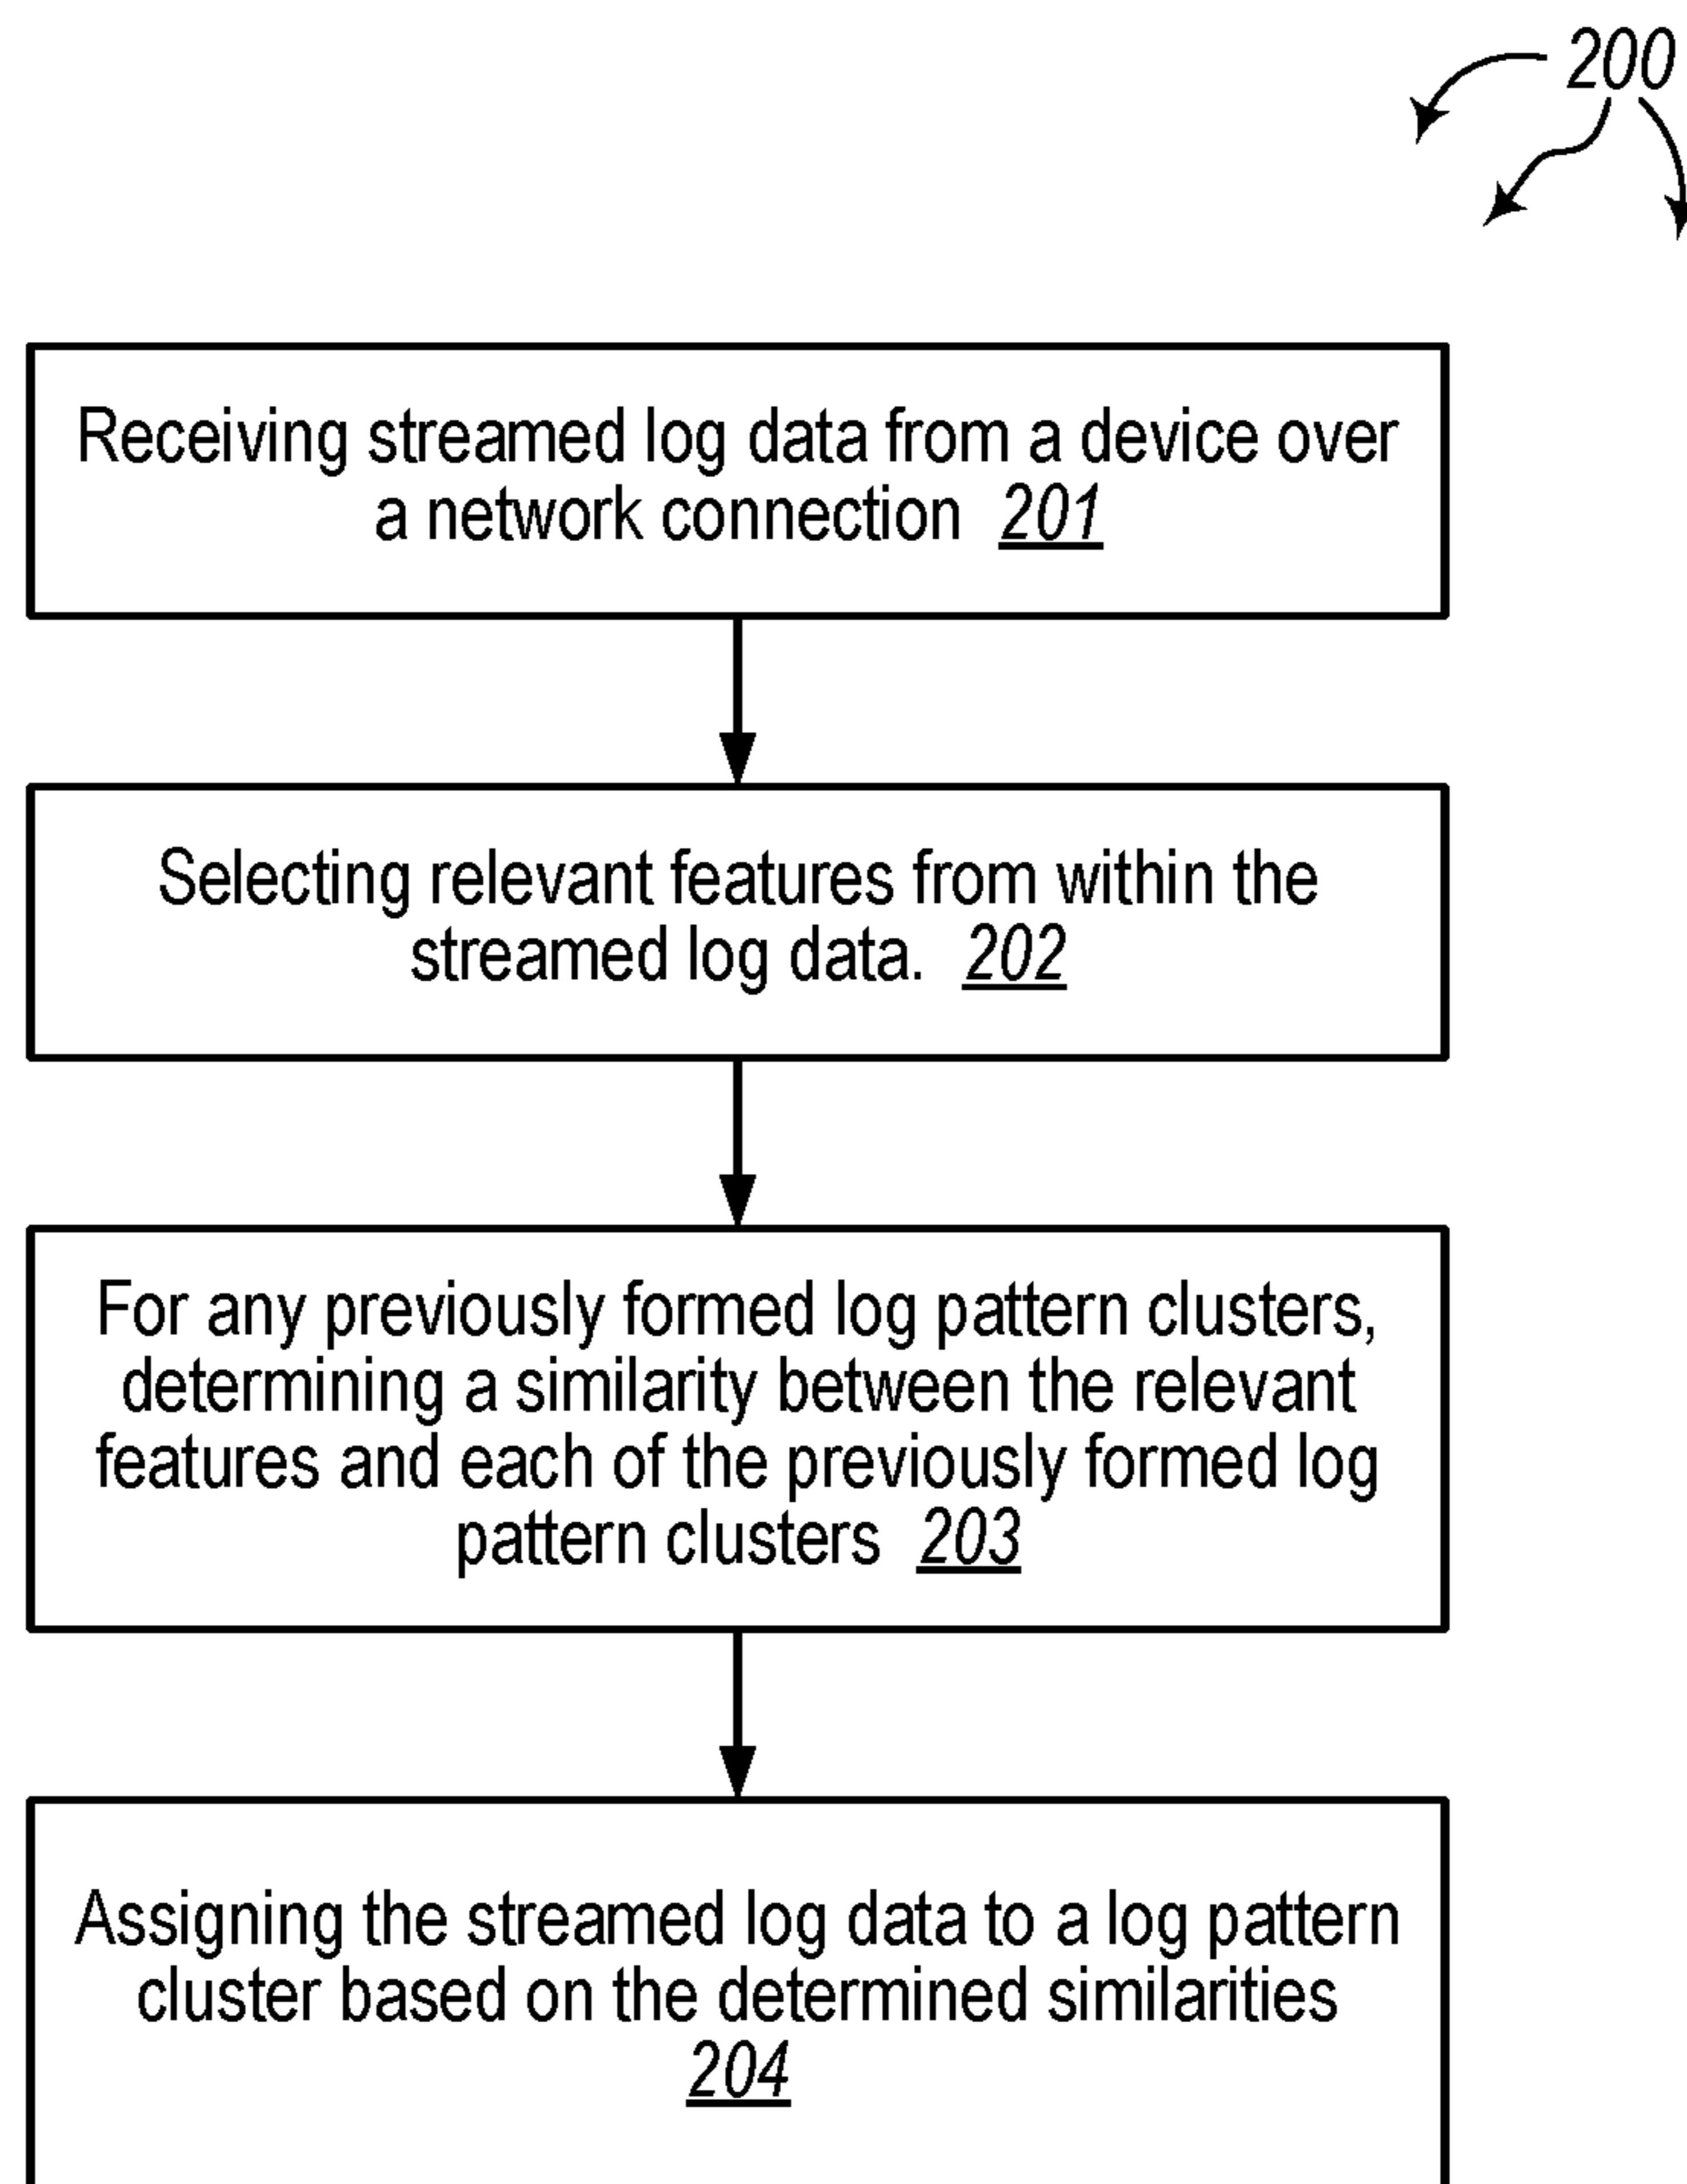 200
Receiving streamed log data from a device over
a network connection 201
Selecting relevant features from within the
streamed log data. 202
For any previously formed log pattern clusters,
determining a similarity between the relevant
features and each of the previously formed log
pattern clusters 203
Assigning the streamed log data to a log pattern
cluster based on the determined similarities
204